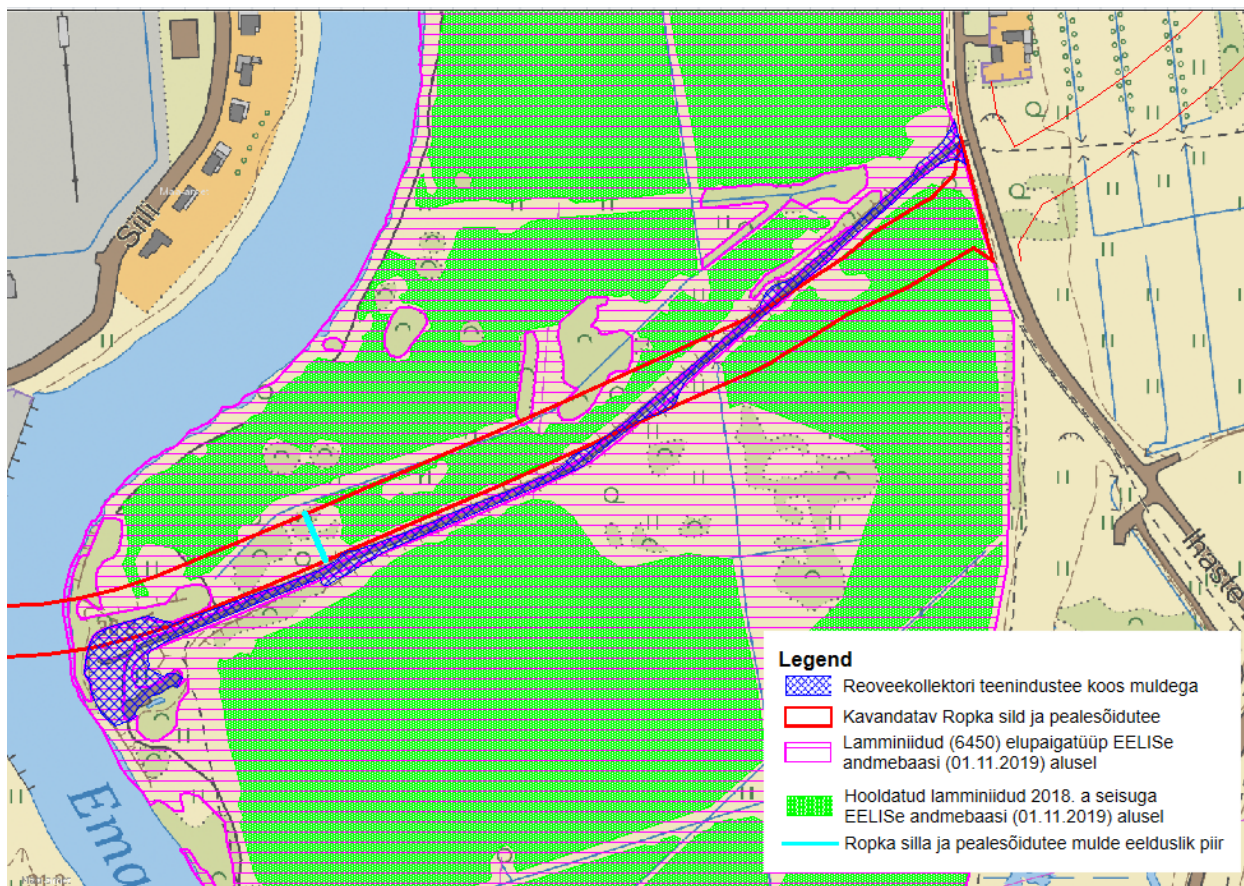 Silli
Ihaste
Ema
Legend
Reoveekollektori teenindustee koos muldega
Kavandatav Ropka sild ja pealesõidutee
Lamminiidud (6450) elupaigatüüp EELISe
andmebaasi (01.11.2019) alusel
Hooldatud lamminiidud 2018. a seisuga
EELISe andmebaasi (01.11.2019) alusel
Ropka silla ja pealesõidutee mulde eelduslik piir